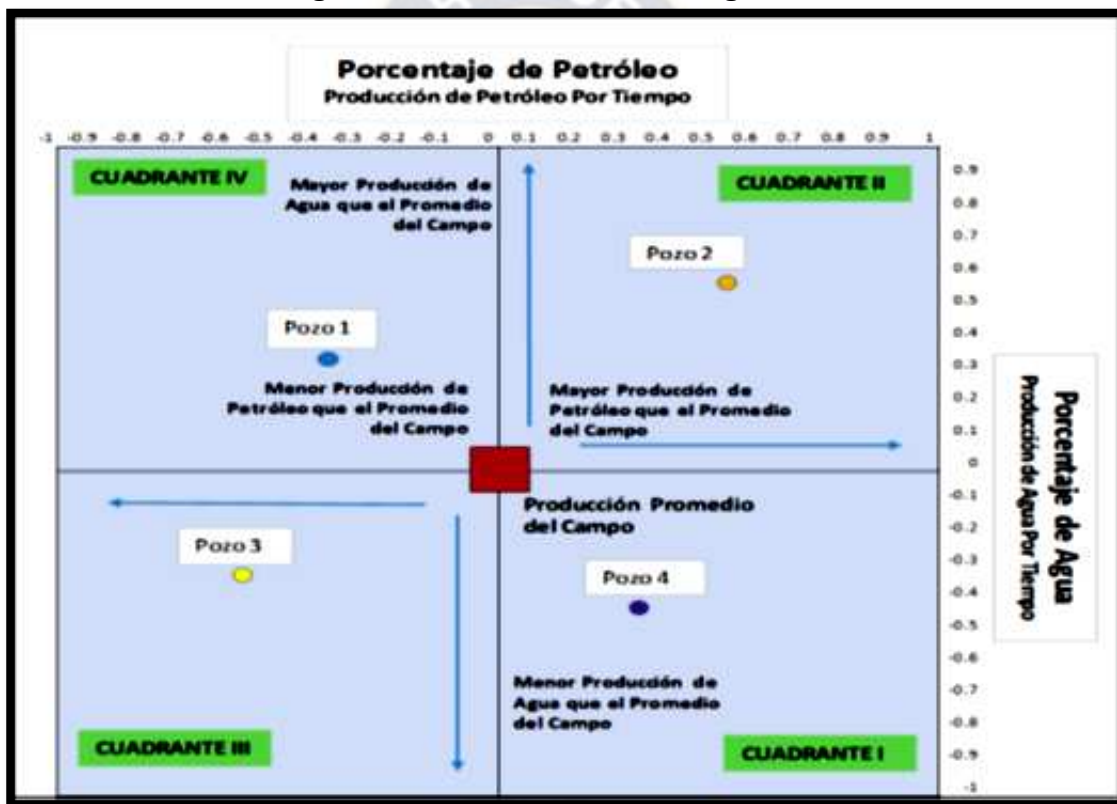 Porcentaje de Petróleo
Producción de Petróleo Por Tiempo
-1 -0.9 -0.8 -0.7 -0.6 -0.5 -0.4 -0.3 -0.2 -0.1 0 0.1 0.2 0.3 0.4 0.5 0.6 0.7 0.8 0.9 1
CUADRANTE IV
Mayor Producción de
Agua que el Promedio
del Campo
CUADRANTE II
Pozo 2
Pozo 1
Menor Producción de
Petróleo que el Promedio
del Campo
Mayor Producción de
Petróleo que el Promedio
del Campo
Producción Promedio
del Campo
Pozo 3
Pozo 4
Menor Producción de
Agua que el Promedio
del Campo
CUADRANTE III
CUADRANTE I
0.9
0.8
0.7
0.6
0.5
0.4
0.3
0.2
0.1
0
-0.1
-0.2
-0.3
-0.4
-0.5
-0.6
-0.7
-0.8
-0.9
-1
Porcentaje de Agua
Producción de Agua Por Tiempo